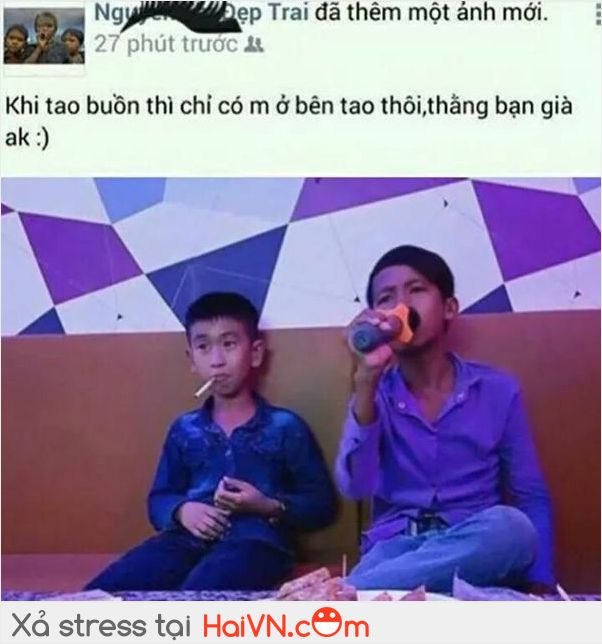 Đẹp Trai đã thêm một ảnh mới.
27 phút trước
Khi tao buồn thì chỉ có m ở bên tao thôi,thằng bạn già
ak :)
Xả stress tại HaiVN.com